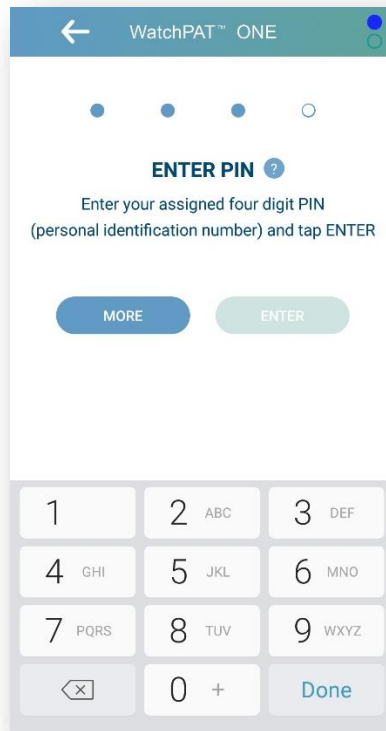 WatchPAT™ ONE
ENTER PIN ?
Enter your assigned four digit PIN
(personal identification number) and tap ENTER
MORE ENTER
1 2 ABC 3 DEF
4 GHI 5 JKL 6 MNO
7 PQRS 8 TUV 9 WXYZ
0 + Done